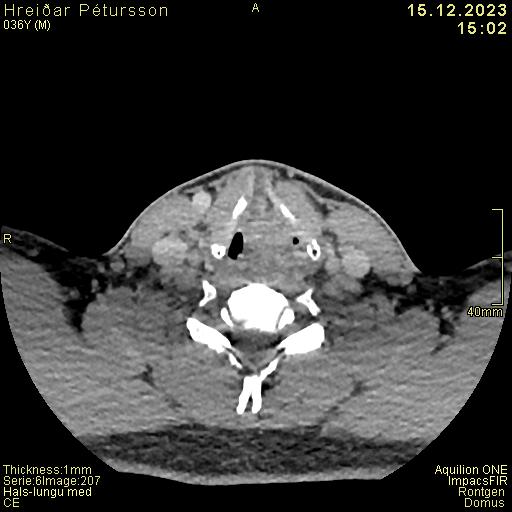 Hreiðar Pétursson
036Y (M)
A
15.12.2023
15:02
R
40mm
Thickness:1mm
Serie:6Image:207
Hals-lungu med
CE
Aquilion ONE
ImpacsFIR
Rontgen
Domus